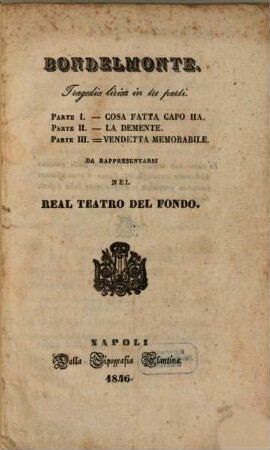 BONDELMONTE.
Tragedia lirica in tre parti.
PARTE I. — COSA FATTA CAPO HA.
PARTE II. — LA DEMENTE.
PARTE III. — VENDETTA MEMORABILE.
DA RAPPRESENTARSI
NEL
REAL TEATRO DEL FONDO.
NAPOLI
Dalla Tipografia Plantina
1846.